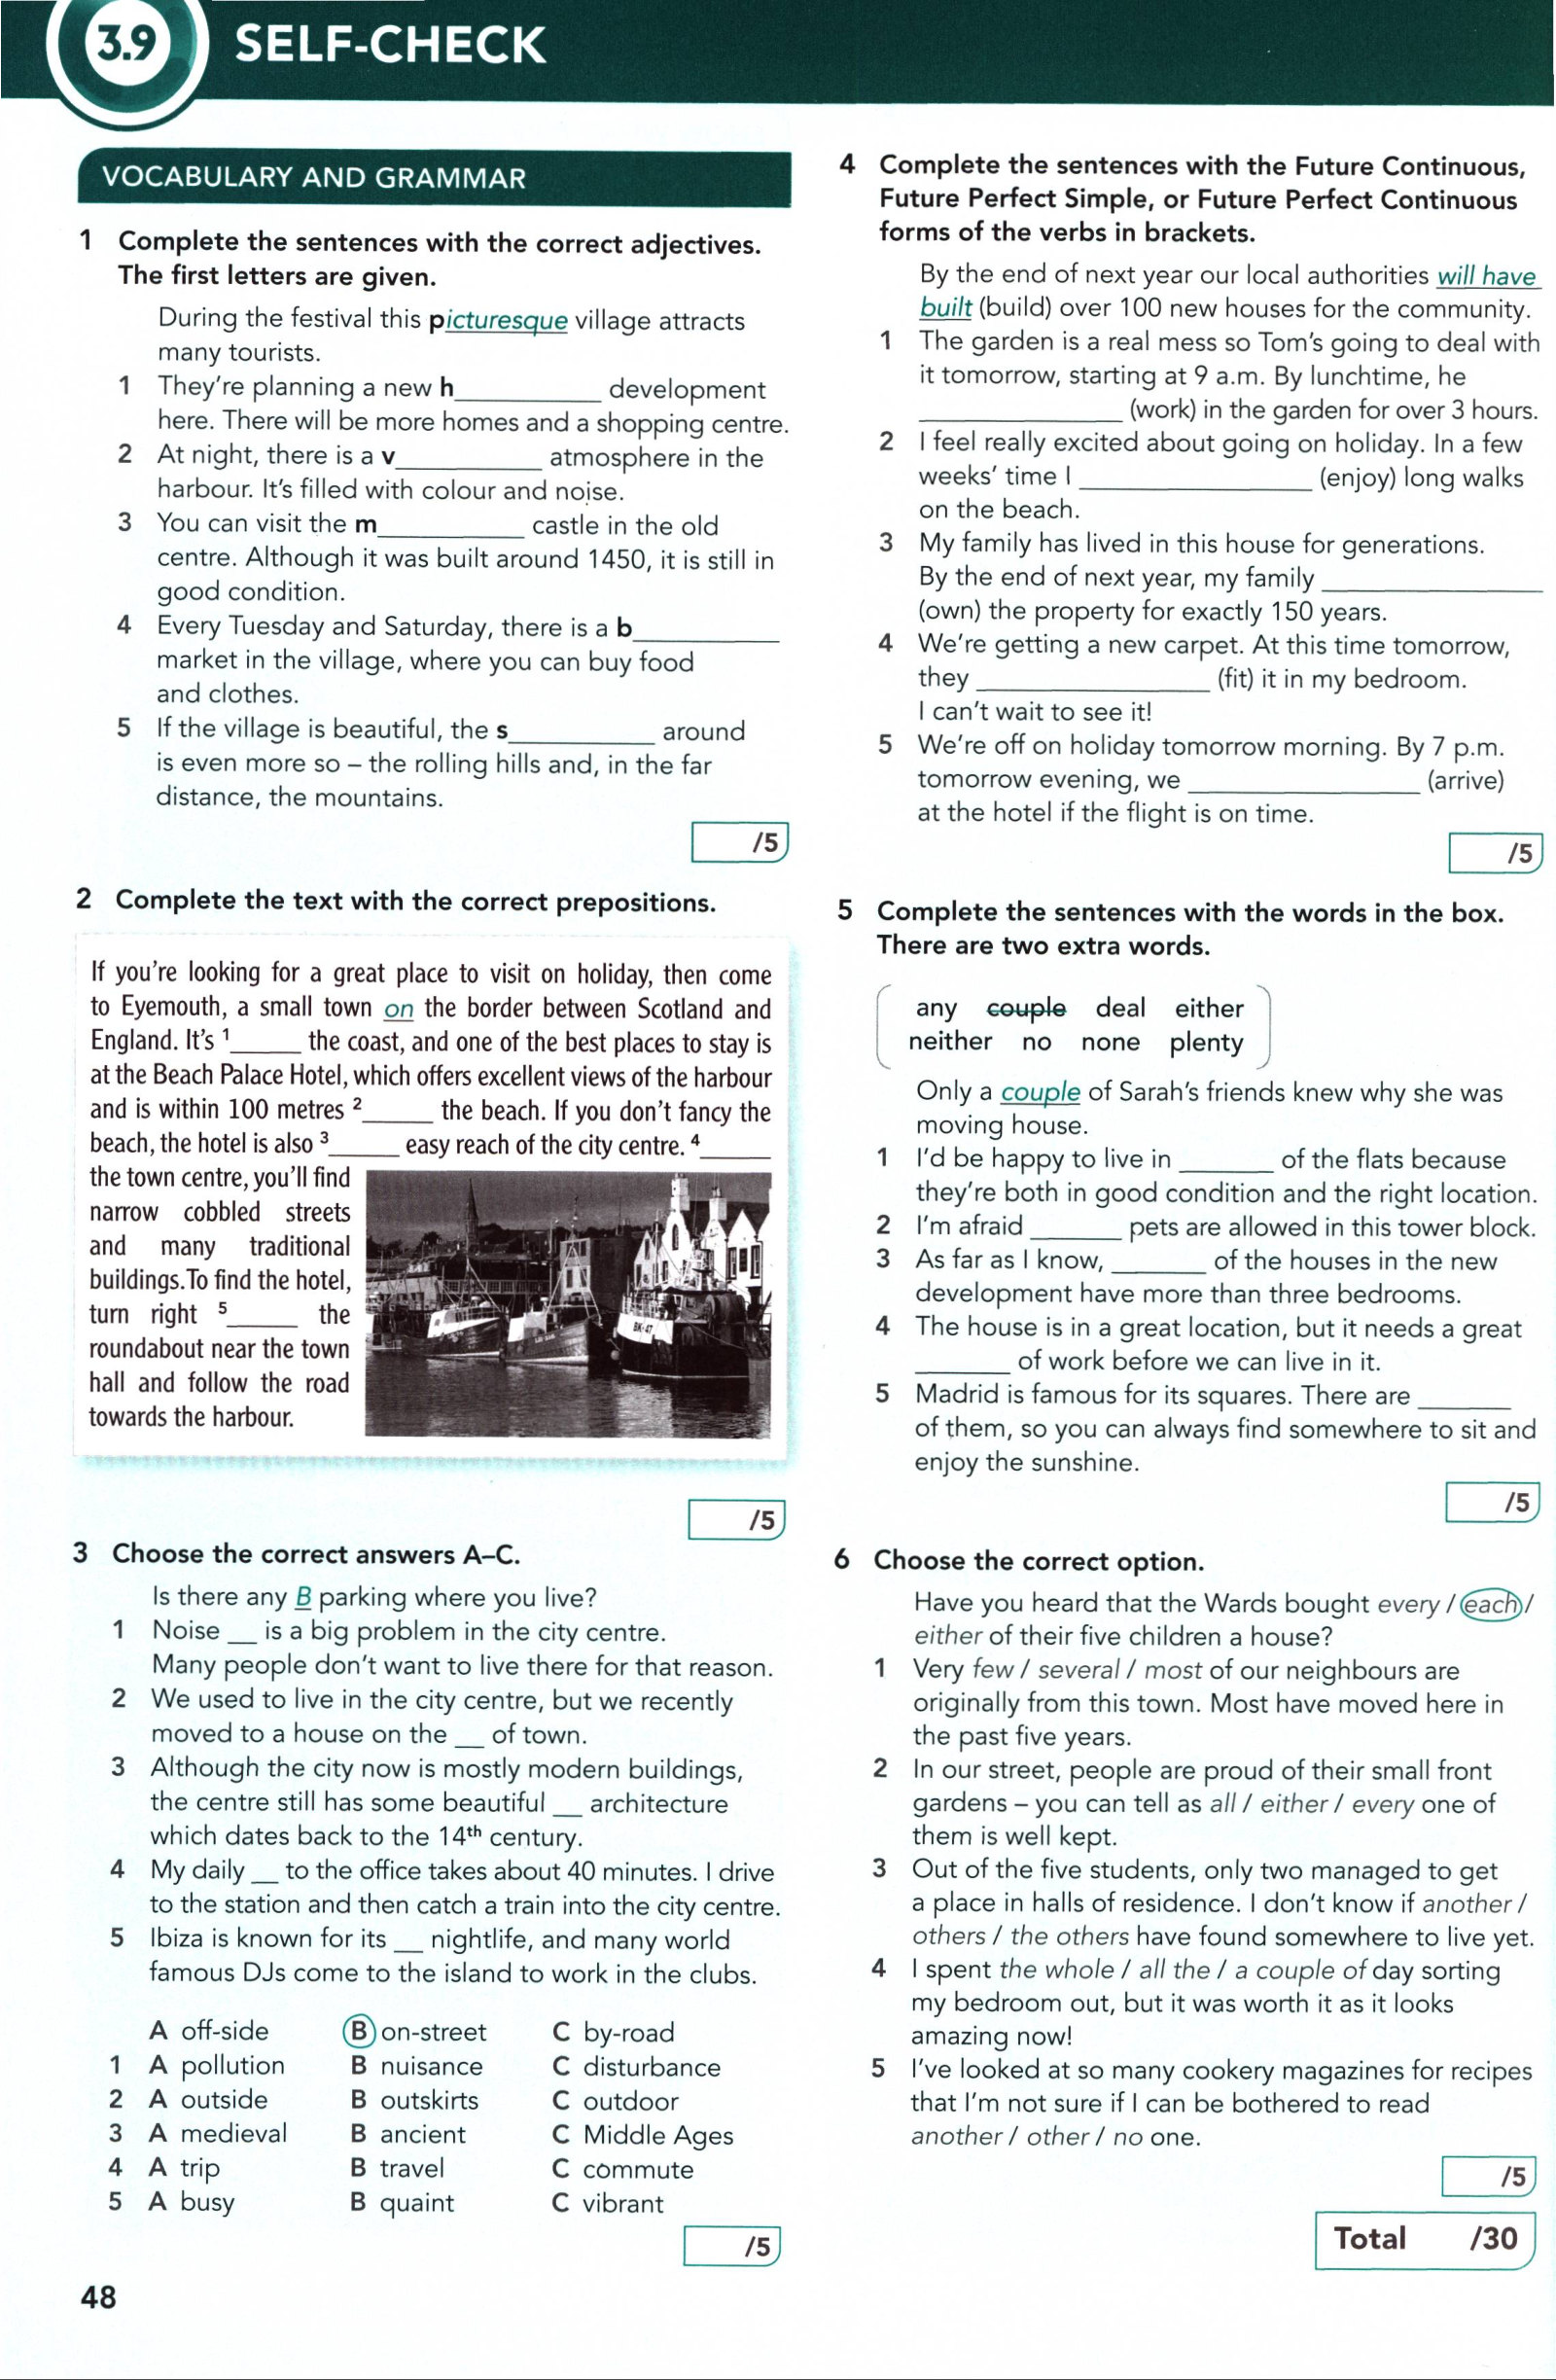 3.9 SELF-CHECK
VOCABULARY AND GRAMMAR
1 Complete the sentences with the correct adjectives.
The first letters are given.
During the festival this picturesque village attracts
many tourists.
1 They're planning a new h____________ development
here. There will be more homes and a shopping centre.
2 At night, there is a v____________ atmosphere in the
harbour. It's filled with colour and noise.
3 You can visit the m____________ castle in the old
centre. Although it was built around 1450, it is still in
good condition.
4 Every Tuesday and Saturday, there is a b____________
market in the village, where you can buy food
and clothes.
5 If the village is beautiful, the s____________ around
is even more so – the rolling hills and, in the far
distance, the mountains.
/5
2 Complete the text with the correct prepositions.
If you're looking for a great place to visit on holiday, then come
to Eyemouth, a small town on the border between Scotland and
England. It's 1______ the coast, and one of the best places to stay is
at the Beach Palace Hotel, which offers excellent views of the harbour
and is within 100 metres 2______ the beach. If you don't fancy the
beach, the hotel is also 3______ easy reach of the city centre. 4______
the town centre, you'll find
narrow cobbled streets
and many traditional
buildings.To find the hotel,
turn right 5______ the
roundabout near the town
hall and follow the road
towards the harbour.
BK-47
/5
3 Choose the correct answers A–C.
Is there any B parking where you live?
1 Noise __ is a big problem in the city centre.
Many people don't want to live there for that reason.
2 We used to live in the city centre, but we recently
moved to a house on the __ of town.
3 Although the city now is mostly modern buildings,
the centre still has some beautiful __ architecture
which dates back to the 14th century.
4 My daily __ to the office takes about 40 minutes. I drive
to the station and then catch a train into the city centre.
5 Ibiza is known for its __ nightlife, and many world
famous DJs come to the island to work in the clubs.
A off-side B on-street C by-road
1 A pollution B nuisance C disturbance
2 A outside B outskirts C outdoor
3 A medieval B ancient C Middle Ages
4 A trip B travel C commute
5 A busy B quaint C vibrant
/5
48
4 Complete the sentences with the Future Continuous,
Future Perfect Simple, or Future Perfect Continuous
forms of the verbs in brackets.
By the end of next year our local authorities will have
built (build) over 100 new houses for the community.
1 The garden is a real mess so Tom's going to deal with
it tomorrow, starting at 9 a.m. By lunchtime, he
________________ (work) in the garden for over 3 hours.
2 I feel really excited about going on holiday. In a few
weeks' time I ________________ (enjoy) long walks
on the beach.
3 My family has lived in this house for generations.
By the end of next year, my family ________________
(own) the property for exactly 150 years.
4 We're getting a new carpet. At this time tomorrow,
they ________________ (fit) it in my bedroom.
I can't wait to see it!
5 We're off on holiday tomorrow morning. By 7 p.m.
tomorrow evening, we ________________ (arrive)
at the hotel if the flight is on time.
/5
5 Complete the sentences with the words in the box.
There are two extra words.
any couple deal either
neither no none plenty
Only a couple of Sarah's friends knew why she was
moving house.
1 I'd be happy to live in _______ of the flats because
they're both in good condition and the right location.
2 I'm afraid _______ pets are allowed in this tower block.
3 As far as I know, _______ of the houses in the new
development have more than three bedrooms.
4 The house is in a great location, but it needs a great
_______ of work before we can live in it.
5 Madrid is famous for its squares. There are _______
of them, so you can always find somewhere to sit and
enjoy the sunshine.
/5
6 Choose the correct option.
Have you heard that the Wards bought every / each /
either of their five children a house?
1 Very few / several / most of our neighbours are
originally from this town. Most have moved here in
the past five years.
2 In our street, people are proud of their small front
gardens – you can tell as all / either / every one of
them is well kept.
3 Out of the five students, only two managed to get
a place in halls of residence. I don't know if another /
others / the others have found somewhere to live yet.
4 I spent the whole / all the / a couple of day sorting
my bedroom out, but it was worth it as it looks
amazing now!
5 I've looked at so many cookery magazines for recipes
that I'm not sure if I can be bothered to read
another / other / no one.
/5
Total /30